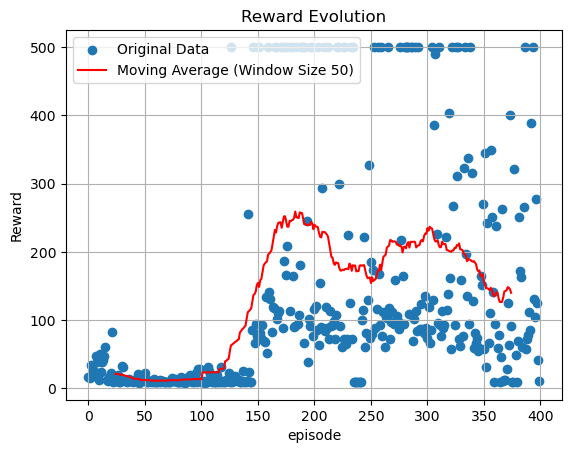 Reward Evolution
500
400
300
200
100
0
Reward
Original Data
Moving Average (Window Size 50)
0 50 100 150 200 250 300 350 400
episode